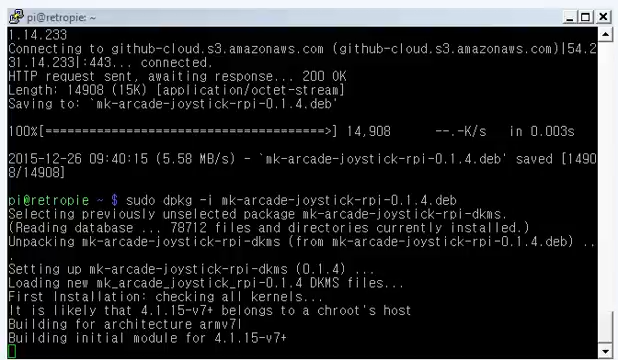 pi@retropie: ~
1.14.233
Connecting to github-cloud.s3.amazonaws.com (github-cloud.s3.amazonaws.com)|54.2
31.14.233|:443... connected.
HTTP request sent, awaiting response... 200 OK
Length: 14908 (15K) [application/octet-stream]
Saving to: `mk-arcade-joystick-rpi-0.1.4.deb'
100%[======================================>] 14,908      --.-K/s   in 0.003s
2015-12-26 09:40:15 (5.58 MB/s) - `mk-arcade-joystick-rpi-0.1.4.deb' saved [1490
8/14908]
pi@retropie ~ $ sudo dpkg -i mk-arcade-joystick-rpi-0.1.4.deb
Selecting previously unselected package mk-arcade-joystick-rpi-dkms.
(Reading database ... 78712 files and directories currently installed.)
Unpacking mk-arcade-joystick-rpi-dkms (from mk-arcade-joystick-rpi-0.1.4.deb) ..
.
Setting up mk-arcade-joystick-rpi-dkms (0.1.4) ...
Loading new mk_arcade_joystick_rpi-0.1.4 DKMS files...
First Installation: checking all kernels...
It is likely that 4.1.15-v7+ belongs to a chroot's host
Building for architecture armv7l
Building initial module for 4.1.15-v7+